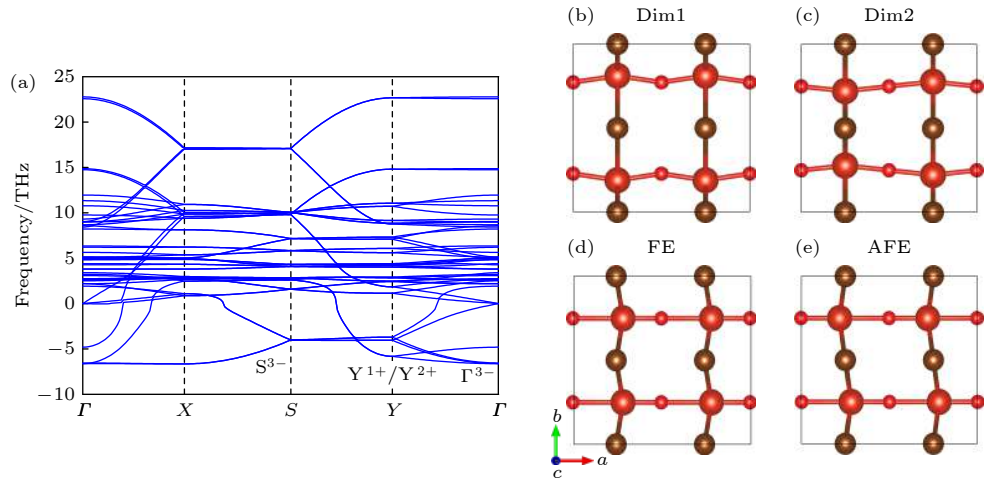 (a)
Frequency/THz
25
20
15
10
5
0
−5
−10
S³⁻
Y¹⁺/Y²⁺
Γ³⁻
Γ
X
S
Y
Γ
(b)
Dim1
(c)
Dim2
(d)
FE
(e)
AFE
b
a
c